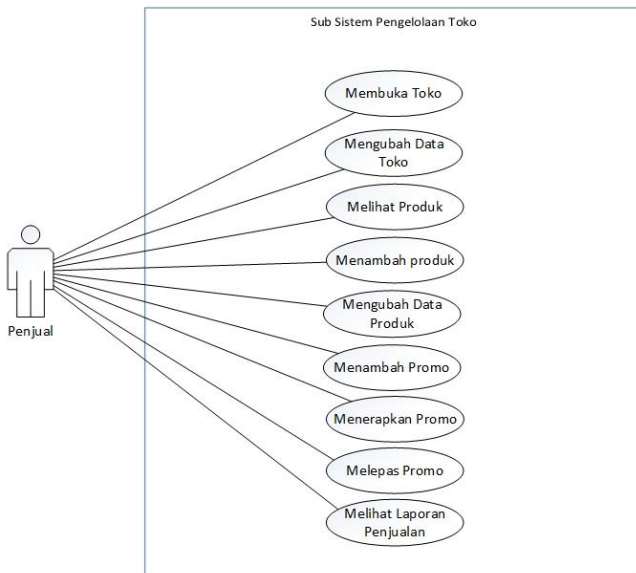 Sub Sistem Pengelolaan Toko
Membuka Toko
Mengubah Data
Toko
Melihat Produk
Menambah produk
Mengubah Data
Produk
Menambah Promo
Menerapkan Promo
Melepas Promo
Melihat Laporan
Penjualan
Penjual